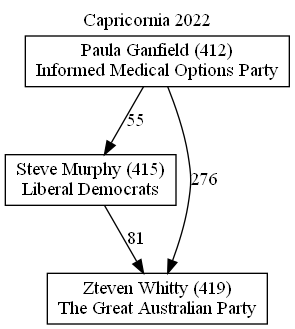 Capricornia 2022
Paula Ganfield (412)
Informed Medical Options Party
55
Steve Murphy (415)
Liberal Democrats
276
81
Zteven Whitty (419)
The Great Australian Party